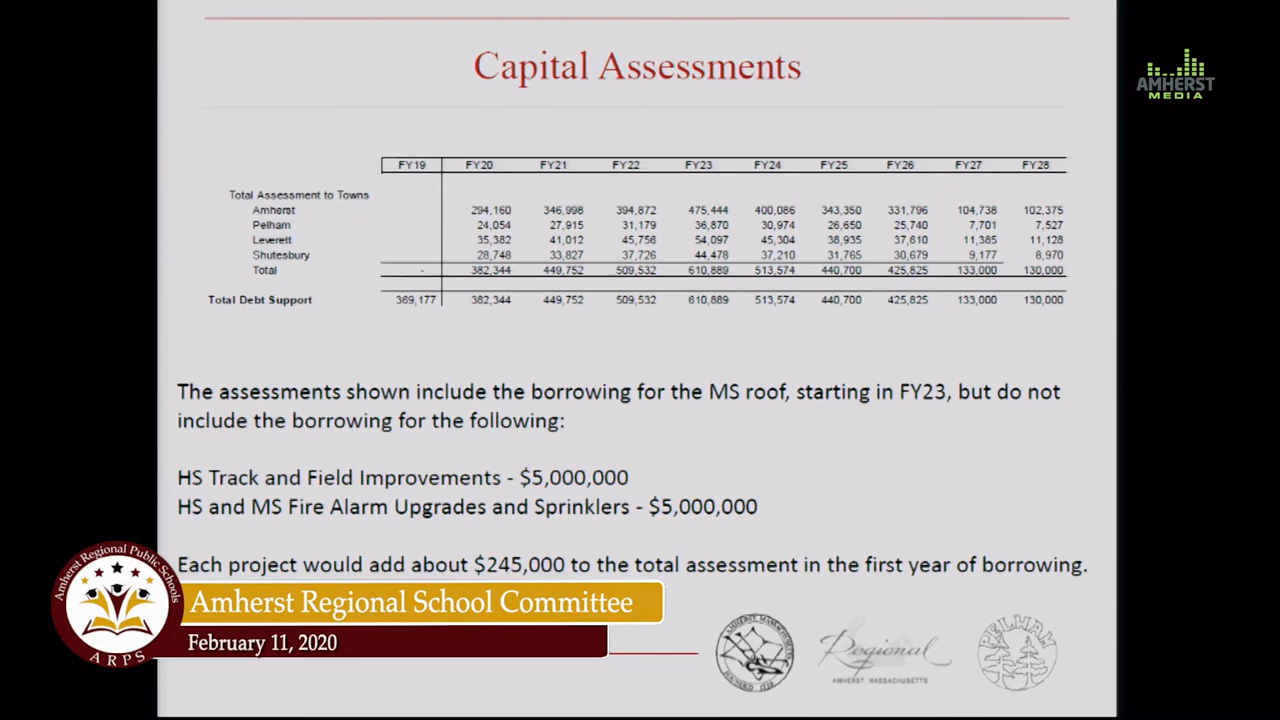 Capital Assessments
AMHERST
MEDIA
FY19 FY20 FY21 FY22 FY23 FY24 FY25 FY26 FY27 FY28
Total Assessment to Towns
Amherst 294,160 346,998 394,872 475,444 400,086 343,350 331,796 104,738 102,375
Pelham 24,054 27,915 31,179 36,870 30,974 26,650 25,740 7,701 7,527
Leverett 35,382 41,012 45,756 54,097 45,304 38,935 37,610 11,385 11,128
Shutesbury 28,748 33,827 37,726 44,478 37,210 31,765 30,679 9,177 8,970
Total - 382,344 449,752 509,532 610,889 513,574 440,700 425,825 133,000 130,000
Total Debt Support 369,177 382,344 449,752 509,532 610,889 513,574 440,700 425,825 133,000 130,000
The assessments shown include the borrowing for the MS roof, starting in FY23, but do not
include the borrowing for the following:
HS Track and Field Improvements - $5,000,000
HS and MS Fire Alarm Upgrades and Sprinklers - $5,000,000
Each project would add about $245,000 to the total assessment in the first year of borrowing.
Amherst Regional Public Schools
ARPS
Amherst Regional School Committee
February 11, 2020
Regional
AMHERST, MASSACHUSETTS
PELHAM